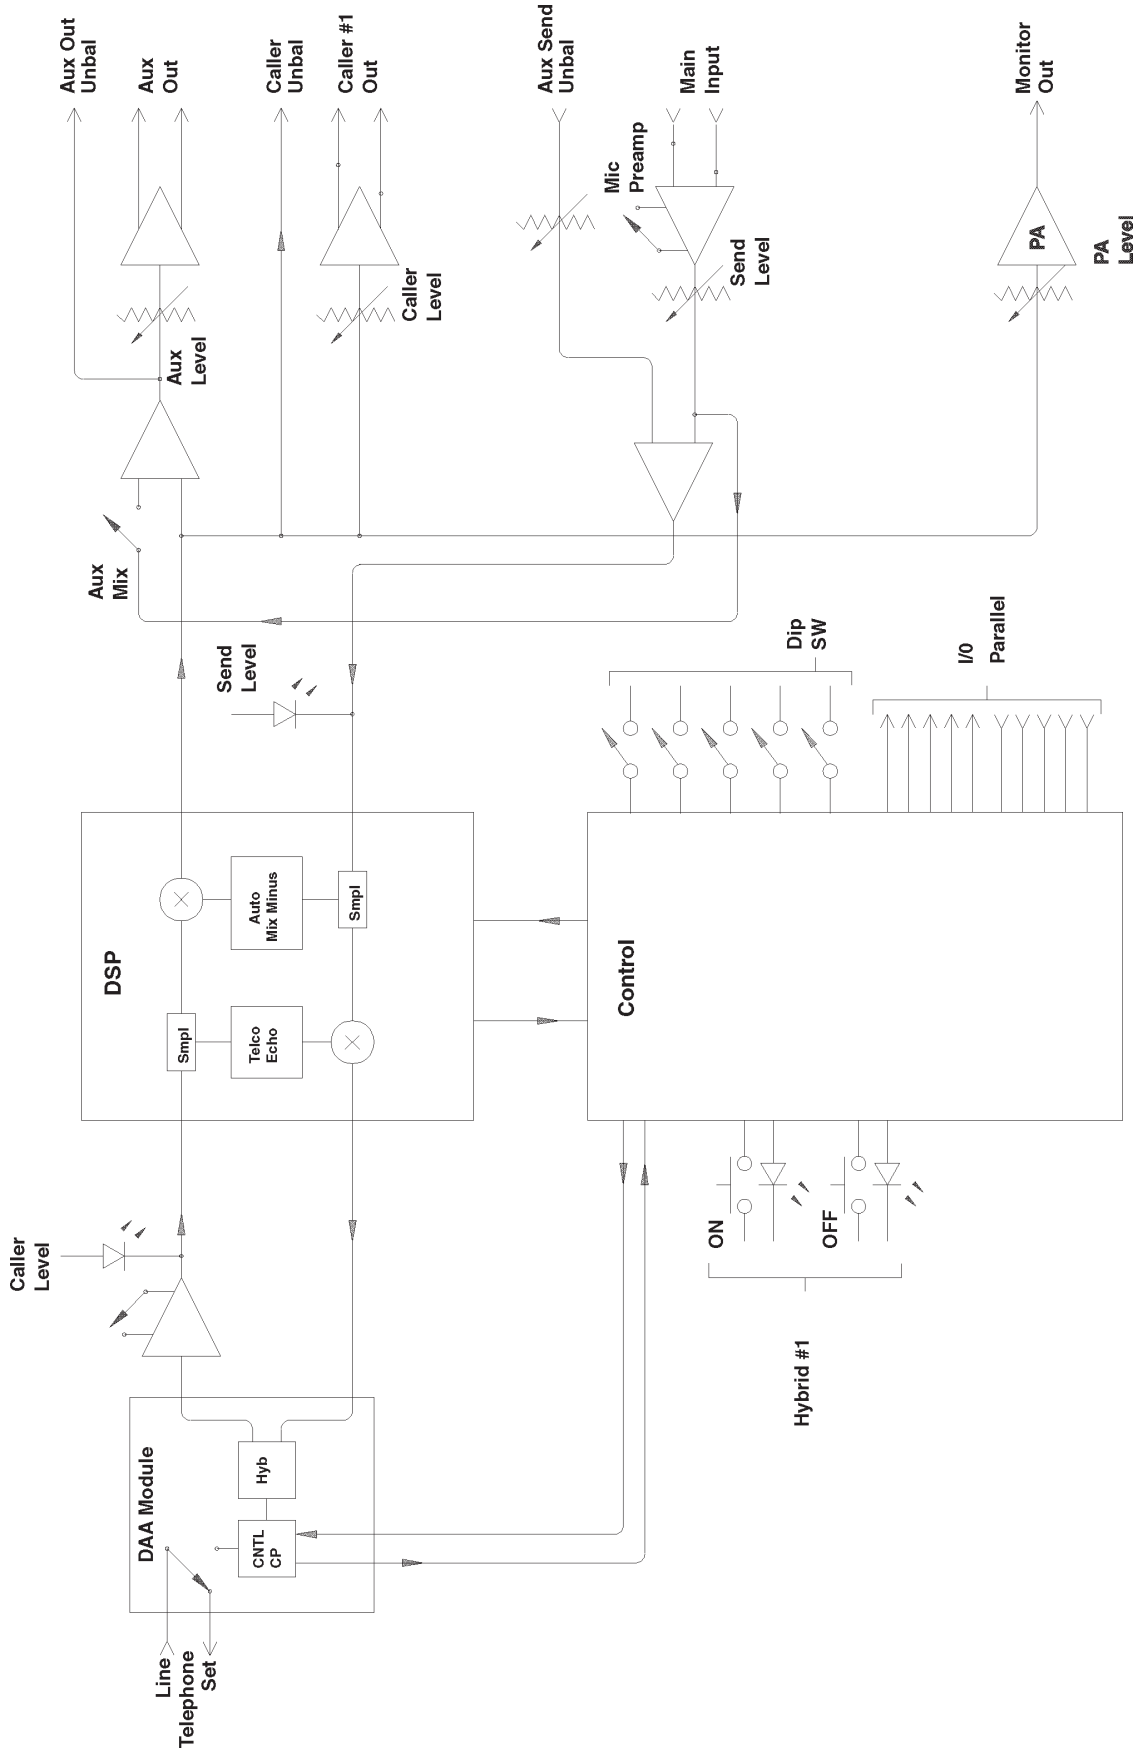 Line
Telephone
Set
DAA Module
CNTL
CP
Hyb
Caller
Level
DSP
Smpl
Telco
Echo
Auto
Mix Minus
Smpl
Send
Level
Aux
Mix
Aux
Level
Aux Out
Unbal
Aux
Out
Caller
Unbal
Caller #1
Out
Caller
Level
Aux Send
Unbal
Mic
Preamp
Main
Input
Send
Level
Monitor
Out
PA
PA
Level
Control
Dip
SW
I/0
Parallel
ON
OFF
Hybrid #1